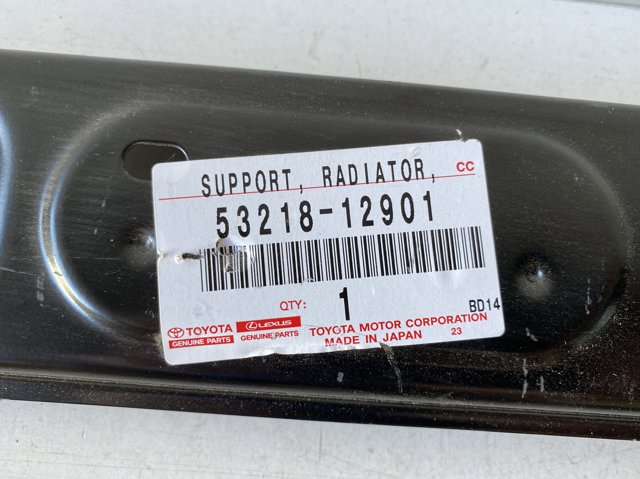 SUPPORT, RADIATOR, CC
53218-12901
QTY: 1 BD14
TOYOTA LEXUS TOYOTA MOTOR CORPORATION
GENUINE PARTS GENUINE PARTS MADE IN JAPAN 23